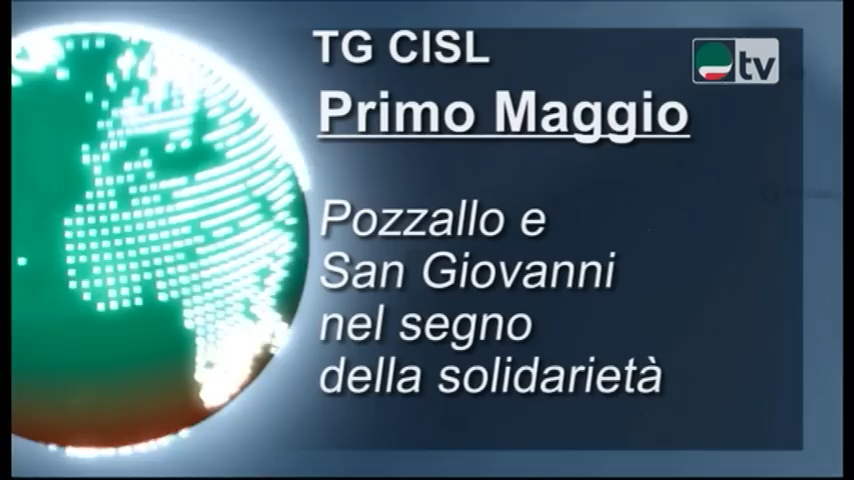 TG CISL
tv
Primo Maggio
Pozzallo e
San Giovanni
nel segno
della solidarietà